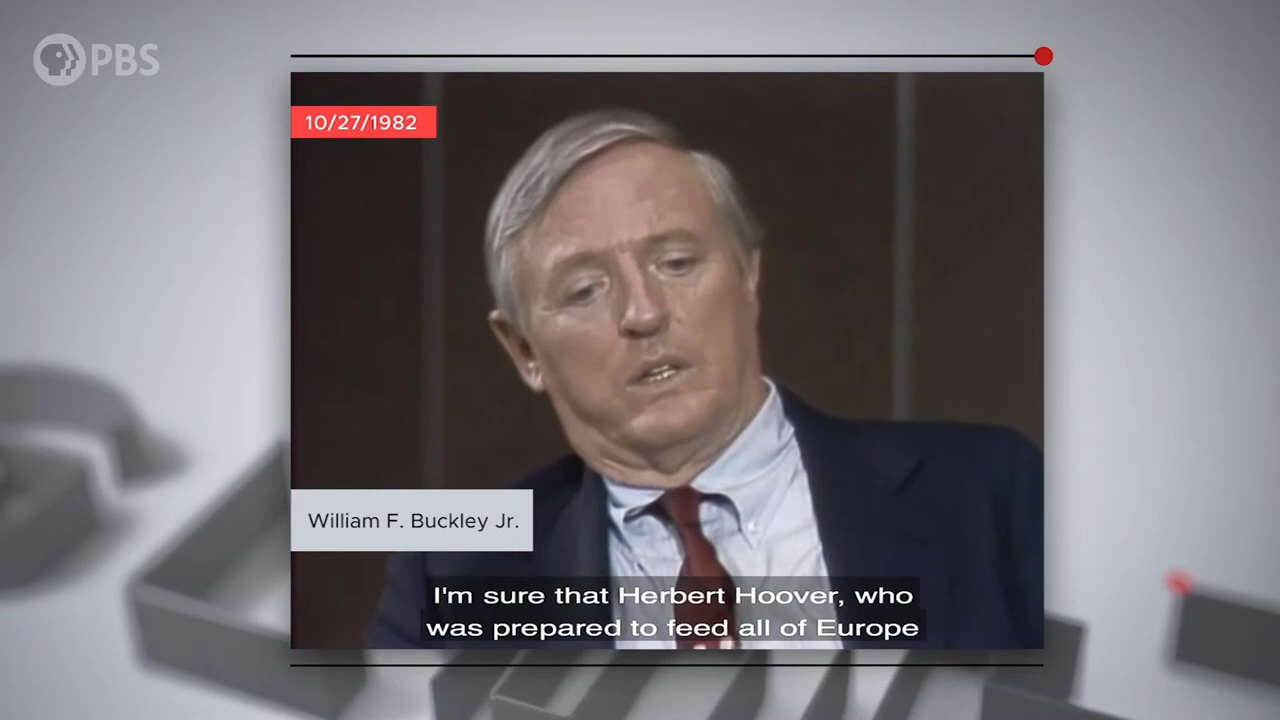 PBS
10/27/1982
William F. Buckley Jr.
I'm sure that Herbert Hoover, who
was prepared to feed all of Europe